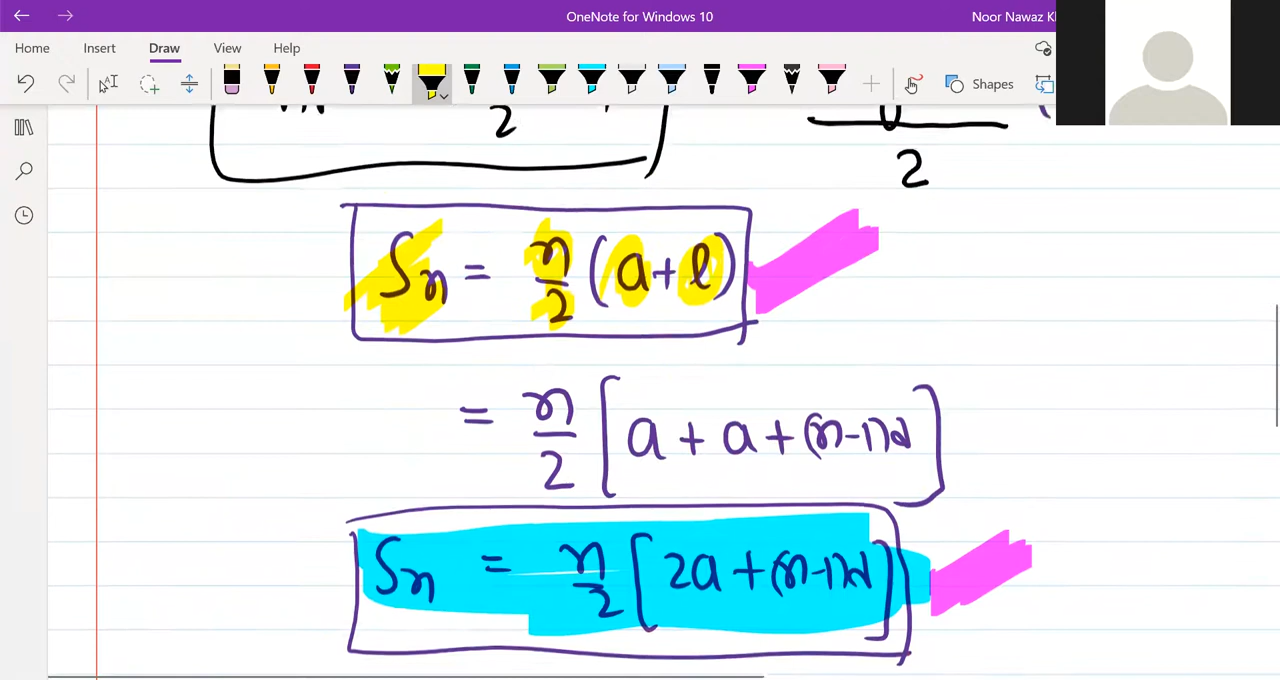 OneNote for Windows 10
Noor Nawaz Kh
Home Insert Draw View Help
Shapes
2
2
Sn = n/2 (a + l)
= n/2 [a + a + (n-1)d]
Sn = n/2 [2a + (n-1)d]